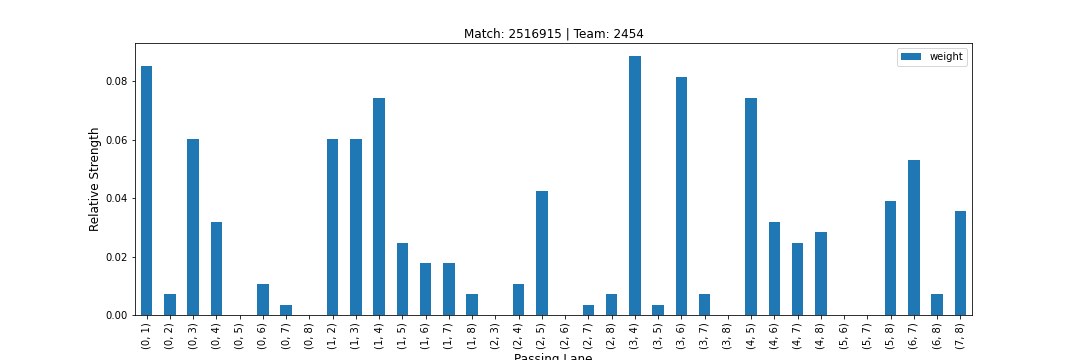 Match: 2516915 | Team: 2454
weight
Relative Strength
0.08
0.06
0.04
0.02
0.00
(0, 1) (0, 2) (0, 3) (0, 4) (0, 5) (0, 6) (0, 7) (0, 8) (1, 2) (1, 3) (1, 4) (1, 5) (1, 6) (1, 7) (1, 8) (2, 3) (2, 4) (2, 5) (2, 6) (2, 7) (2, 8) (3, 4) (3, 5) (3, 6) (3, 7) (3, 8) (4, 5) (4, 6) (4, 7) (4, 8) (5, 6) (5, 7) (5, 8) (6, 7) (6, 8) (7, 8)
Passing Lane